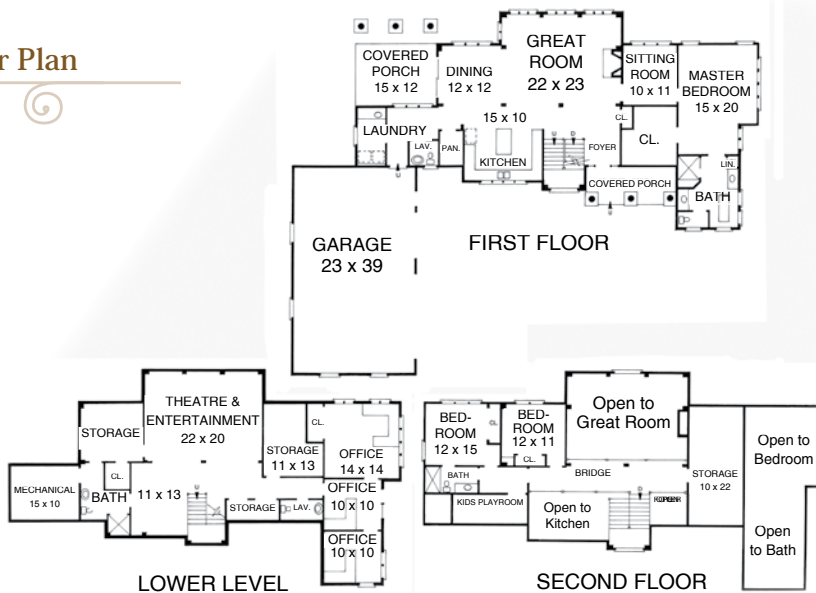 r Plan
COVERED
PORCH
15 x 12
DINING
12 x 12
GREAT
ROOM
22 x 23
SITTING
ROOM
10 x 11
MASTER
BEDROOM
15 x 20
LAUNDRY
LAV.
PAN.
15 x 10
KITCHEN
U
D
FOYER
CL.
CL.
COVERED PORCH
U
LIN.
BATH
U
GARAGE
23 x 39
FIRST FLOOR
THEATRE &
ENTERTAINMENT
22 x 20
STORAGE
CL.
STORAGE
11 x 13
OFFICE
14 x 14
MECHANICAL
15 x 10
CL.
BATH
11 x 13
U
STORAGE
LAV.
OFFICE
10 x 10
OFFICE
10 x 10
LOWER LEVEL
BED-
ROOM
12 x 15
BED-
ROOM
12 x 11
CL.
BATH
KIDS PLAYROOM
Open to
Great Room
BRIDGE
Open to
Kitchen
STORAGE
10 x 22
Open to
Bedroom
Open
to Bath
SECOND FLOOR